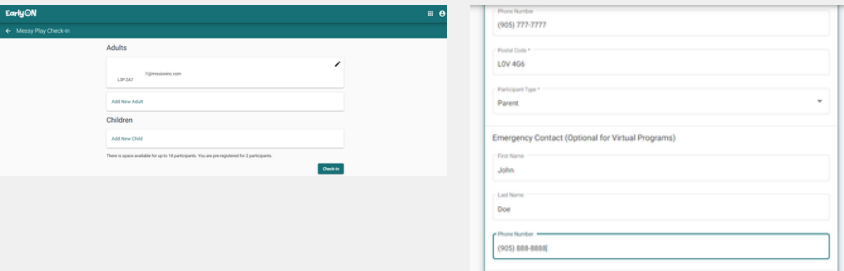 EarlyON
Messy Play Check-in
Adults
L3P 2A7
Add New Adult
Children
Add New Child
There is space available for up to 18 participants. You are pre-registered for 2 participants.
Check-in
Phone Number
(905) 777-7777
Postal Code *
L0V 4G6
Participant Type *
Parent
Emergency Contact (Optional for Virtual Programs)
First Name
John
Last Name
Doe
Phone Number
(905) 888-8888